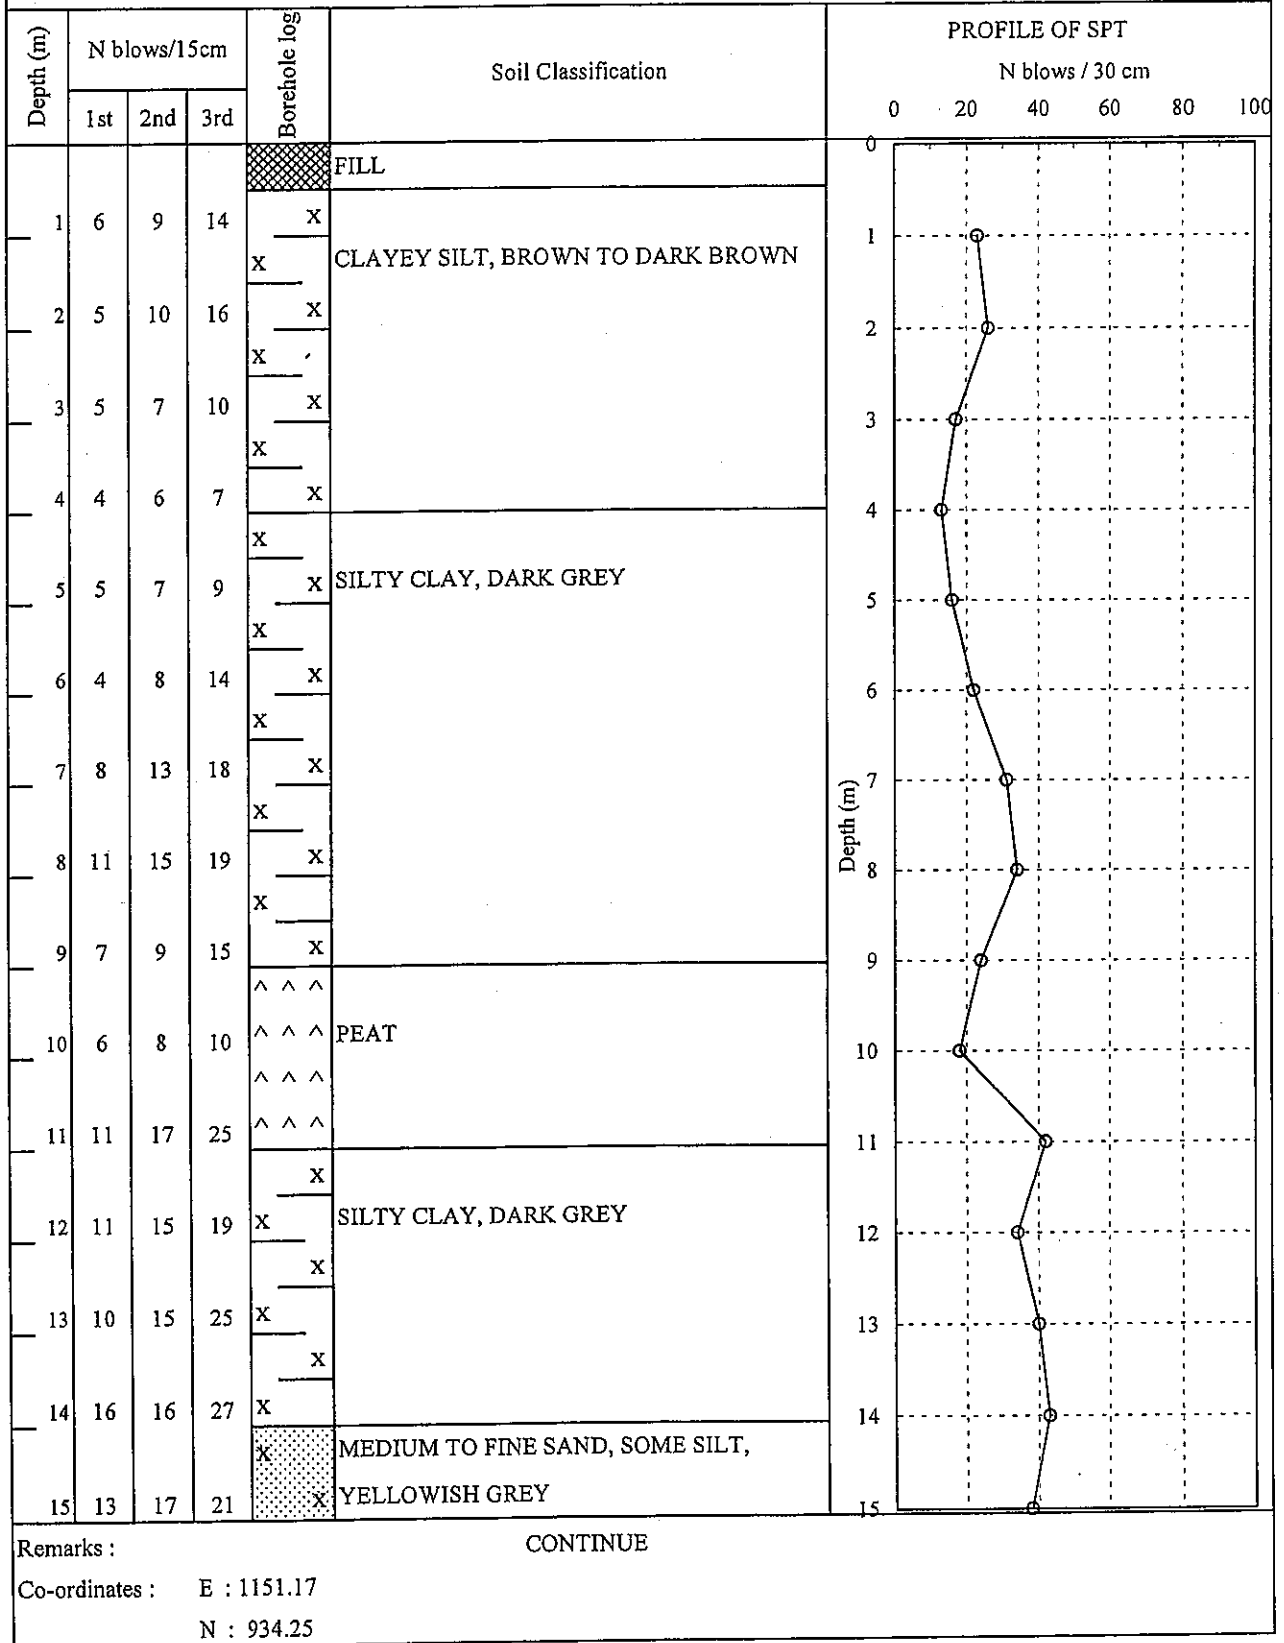 Depth (m)
N blows/15cm
1st 2nd 3rd
Borehole log
Soil Classification
PROFILE OF SPT
N blows / 30 cm
0 20 40 60 80 100
FILL
1 6 9 14
CLAYEY SILT, BROWN TO DARK BROWN
2 5 10 16
3 5 7 10
4 4 6 7
5 5 7 9
SILTY CLAY, DARK GREY
6 4 8 14
7 8 13 18
8 11 15 19
9 7 9 15
10 6 8 10
PEAT
11 11 17 25
12 11 15 19
SILTY CLAY, DARK GREY
13 10 15 25
14 16 16 27
MEDIUM TO FINE SAND, SOME SILT,
YELLOWISH GREY
15 13 17 21
Depth (m)
0
1
2
3
4
5
6
7
8
9
10
11
12
13
14
15
Remarks :
CONTINUE
Co-ordinates : E : 1151.17
N : 934.25